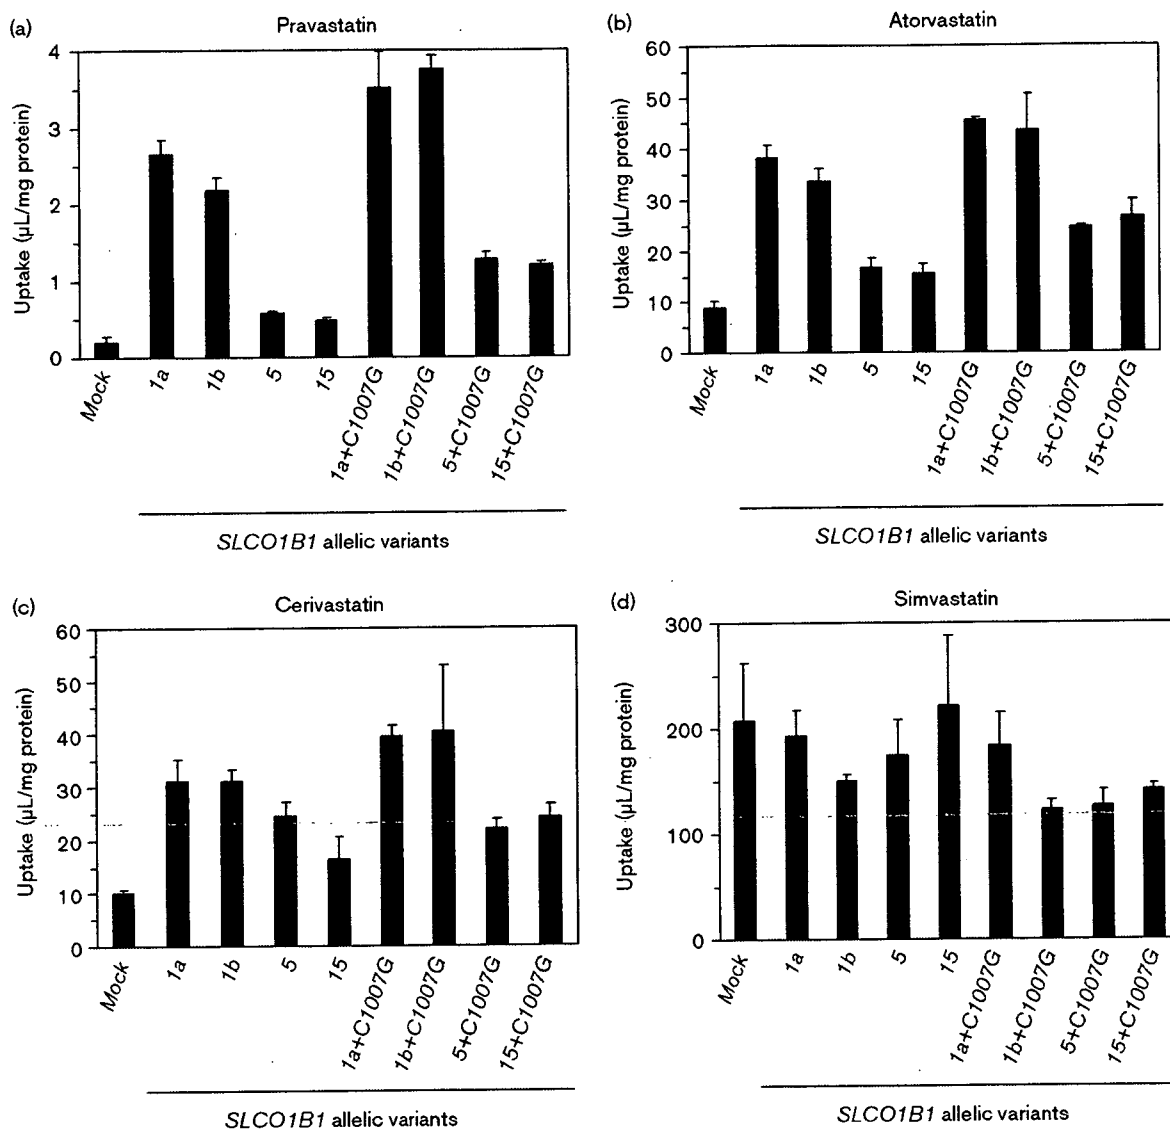 (a)
Pravastatin
Uptake (µL/mg protein)
4
3
2
1
0
Mock
1a
1b
5
15
1a+C1007G
1b+C1007G
5+C1007G
15+C1007G
SLCO1B1 allelic variants
(b)
Atorvastatin
Uptake (µL/mg protein)
60
50
40
30
20
10
0
Mock
1a
1b
5
15
1a+C1007G
1b+C1007G
5+C1007G
15+C1007G
SLCO1B1 allelic variants
(c)
Cerivastatin
Uptake (µL/mg protein)
60
50
40
30
20
10
0
Mock
1a
1b
5
15
1a+C1007G
1b+C1007G
5+C1007G
15+C1007G
SLCO1B1 allelic variants
(d)
Simvastatin
Uptake (µL/mg protein)
300
200
100
0
Mock
1a
1b
5
15
1a+C1007G
1b+C1007G
5+C1007G
15+C1007G
SLCO1B1 allelic variants